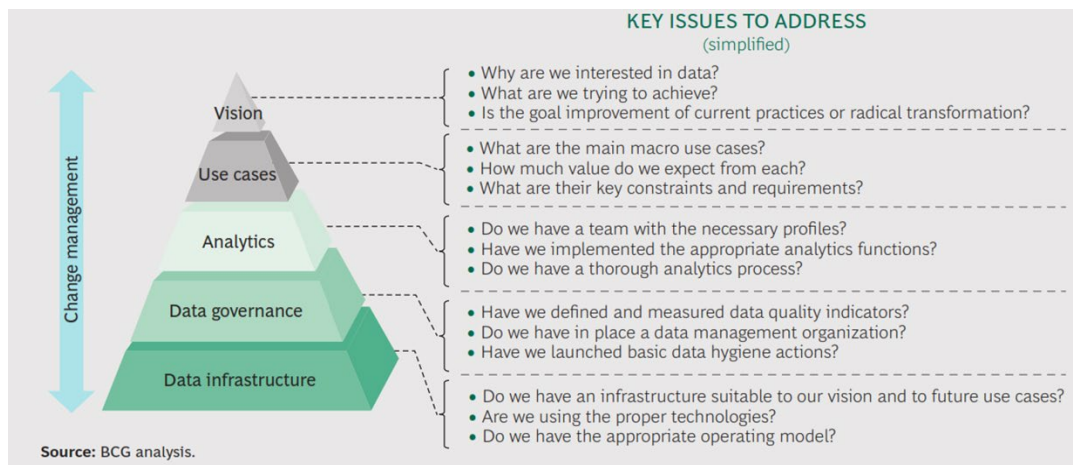 KEY ISSUES TO ADDRESS
(simplified)
Change management
Vision
• Why are we interested in data?
• What are we trying to achieve?
• Is the goal improvement of current practices or radical transformation?
Use cases
• What are the main macro use cases?
• How much value do we expect from each?
• What are their key constraints and requirements?
Analytics
• Do we have a team with the necessary profiles?
• Have we implemented the appropriate analytics functions?
• Do we have a thorough analytics process?
Data governance
• Have we defined and measured data quality indicators?
• Do we have in place a data management organization?
• Have we launched basic data hygiene actions?
Data infrastructure
• Do we have an infrastructure suitable to our vision and to future use cases?
• Are we using the proper technologies?
• Do we have the appropriate operating model?
Source: BCG analysis.